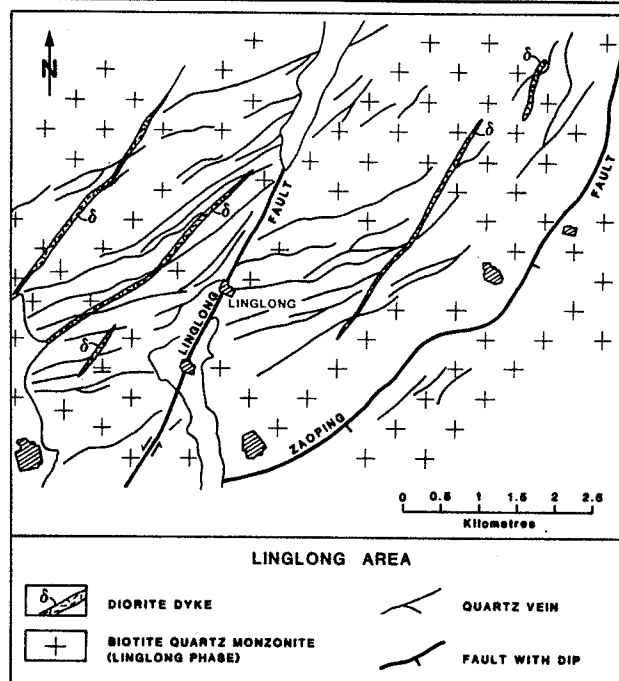 N
δ
δ
δ
δ
δ
FAULT
FAULT
LINGLONG
LINGLONG
ZAOPING
0 0.5 1 1.5 2 2.5
Kilometres
LINGLONG AREA
δ
DIORITE DYKE
QUARTZ VEIN
BIOTITE QUARTZ MONZONITE
(LINGLONG PHASE)
FAULT WITH DIP